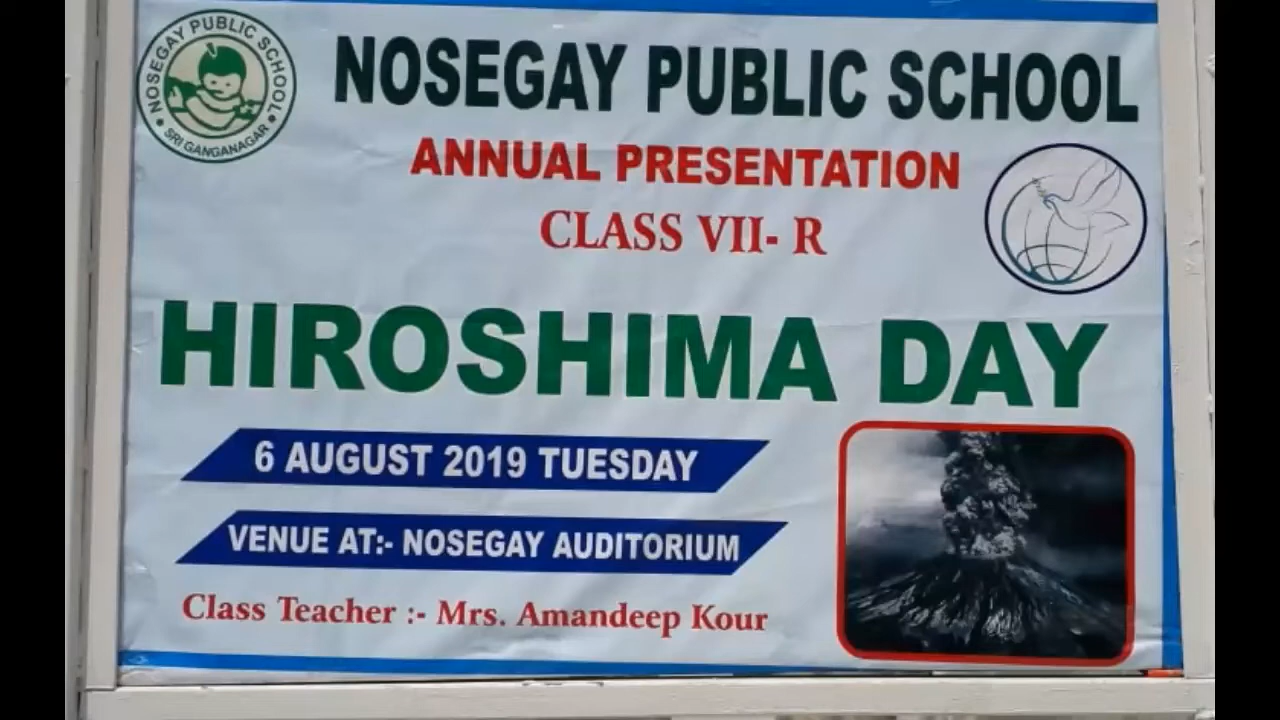 NOSEGAY PUBLIC SCHOOL
SRI GANGANAGAR
NOSEGAY PUBLIC SCHOOL
ANNUAL PRESENTATION
CLASS VII- R
HIROSHIMA DAY
6 AUGUST 2019 TUESDAY
VENUE AT:- NOSEGAY AUDITORIUM
Class Teacher :- Mrs. Amandeep Kour